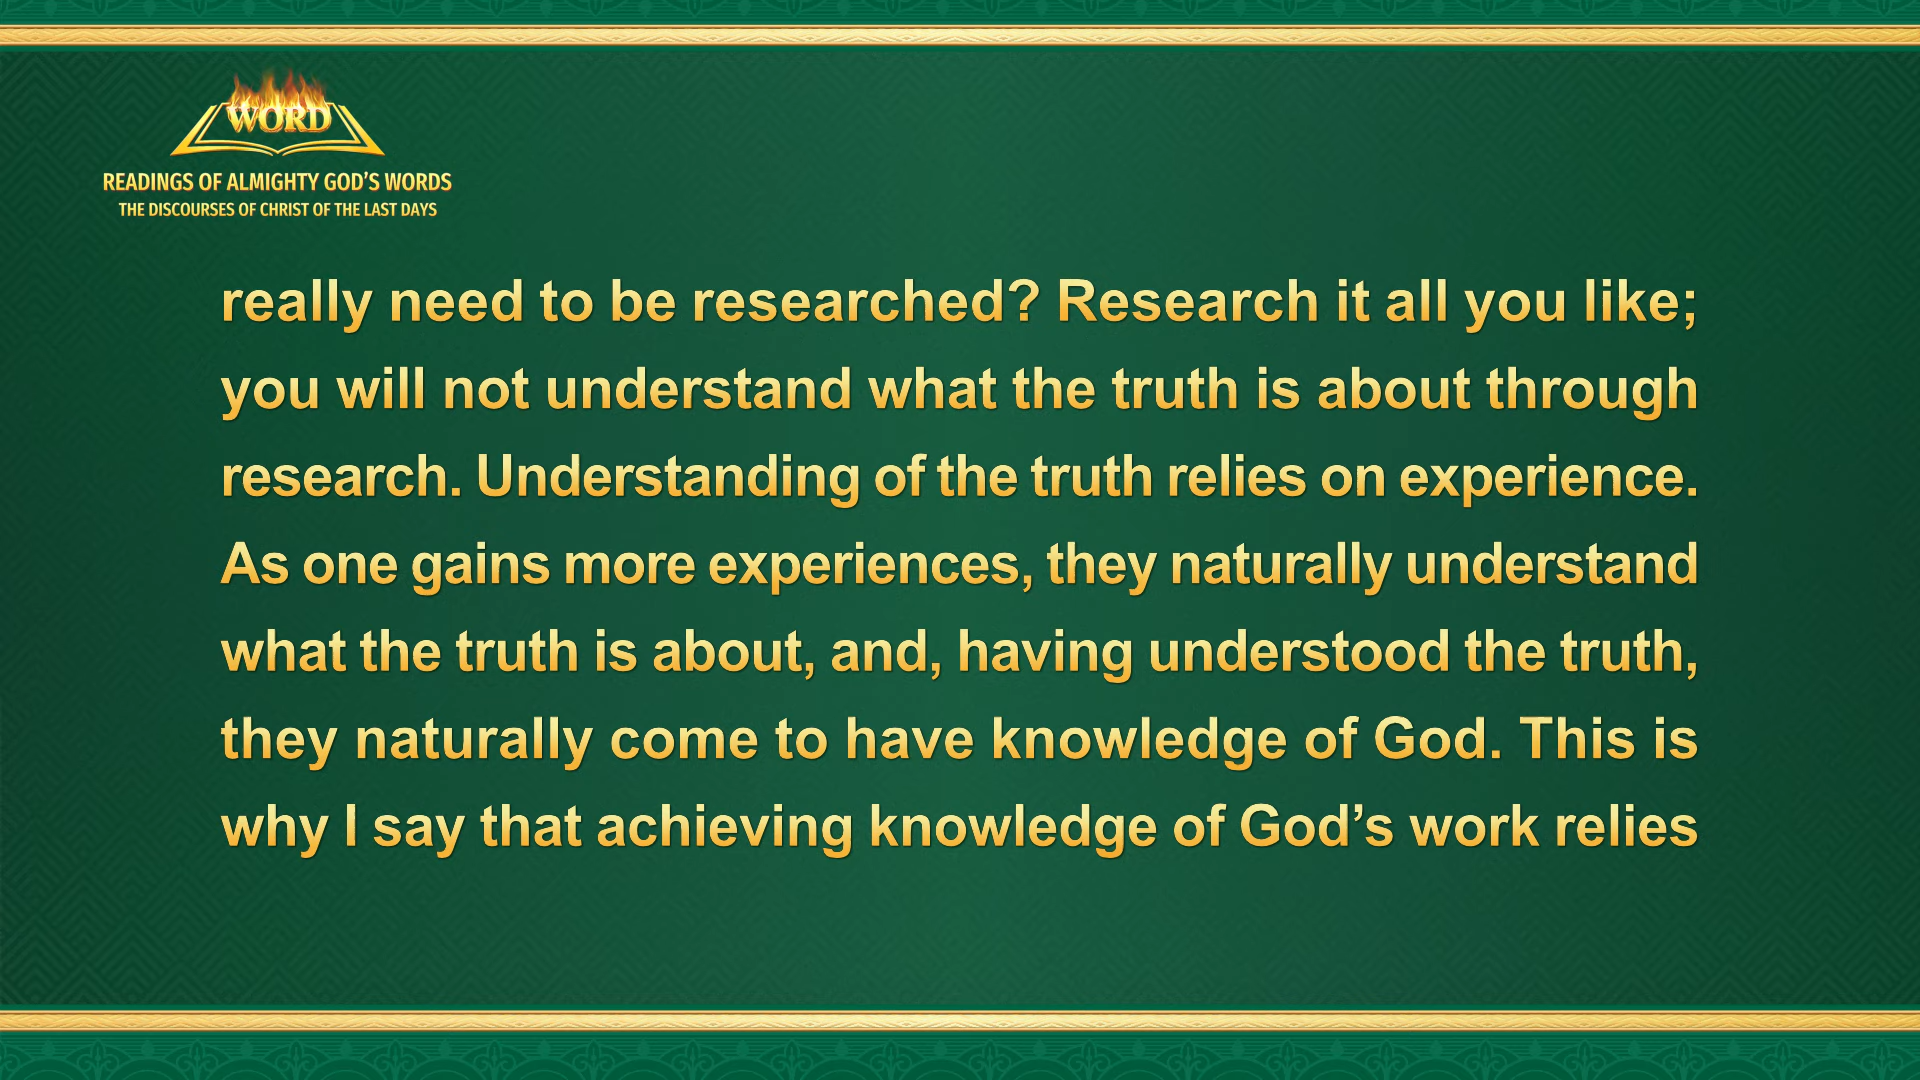 WORD
READINGS OF ALMIGHTY GOD’S WORDS
THE DISCOURSES OF CHRIST OF THE LAST DAYS
really need to be researched? Research it all you like;
you will not understand what the truth is about through
research. Understanding of the truth relies on experience.
As one gains more experiences, they naturally understand
what the truth is about, and, having understood the truth,
they naturally come to have knowledge of God. This is
why I say that achieving knowledge of God’s work relies